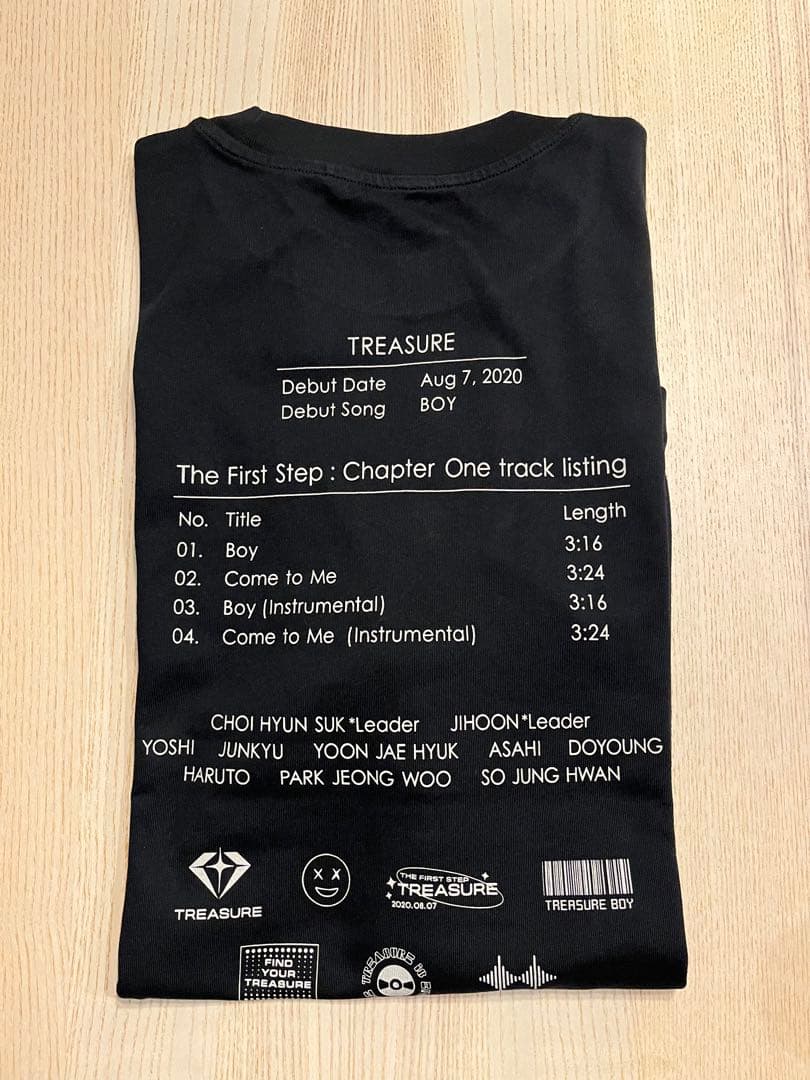 TREASURE
Debut Date Aug 7, 2020
Debut Song BOY
The First Step : Chapter One track listing
No. Title Length
01. Boy 3:16
02. Come to Me 3:24
03. Boy (Instrumental) 3:16
04. Come to Me (Instrumental) 3:24
CHOI HYUN SUK *Leader JIHOON *Leader
YOSHI JUNKYU YOON JAE HYUK ASAHI DOYOUNG
HARUTO PARK JEONG WOO SO JUNG HWAN
TREASURE
THE FIRST STEP
TREASURE
2020.08.07
TREASURE BOY
FIND
YOUR
TREASURE
TREASURE